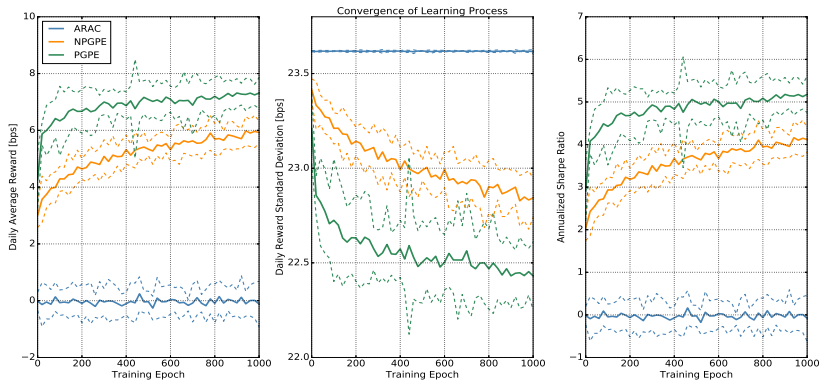 Convergence of Learning Process
Daily Average Reward [bps]
10
8
6
4
2
0
−2
ARAC
NPGPE
PGPE
0 200 400 600 800 1000
Training Epoch
Daily Reward Standard Deviation [bps]
23.5
23.0
22.5
22.0
0 200 400 600 800 1000
Training Epoch
Annualized Sharpe Ratio
7
6
5
4
3
2
1
0
−1
0 200 400 600 800 1000
Training Epoch